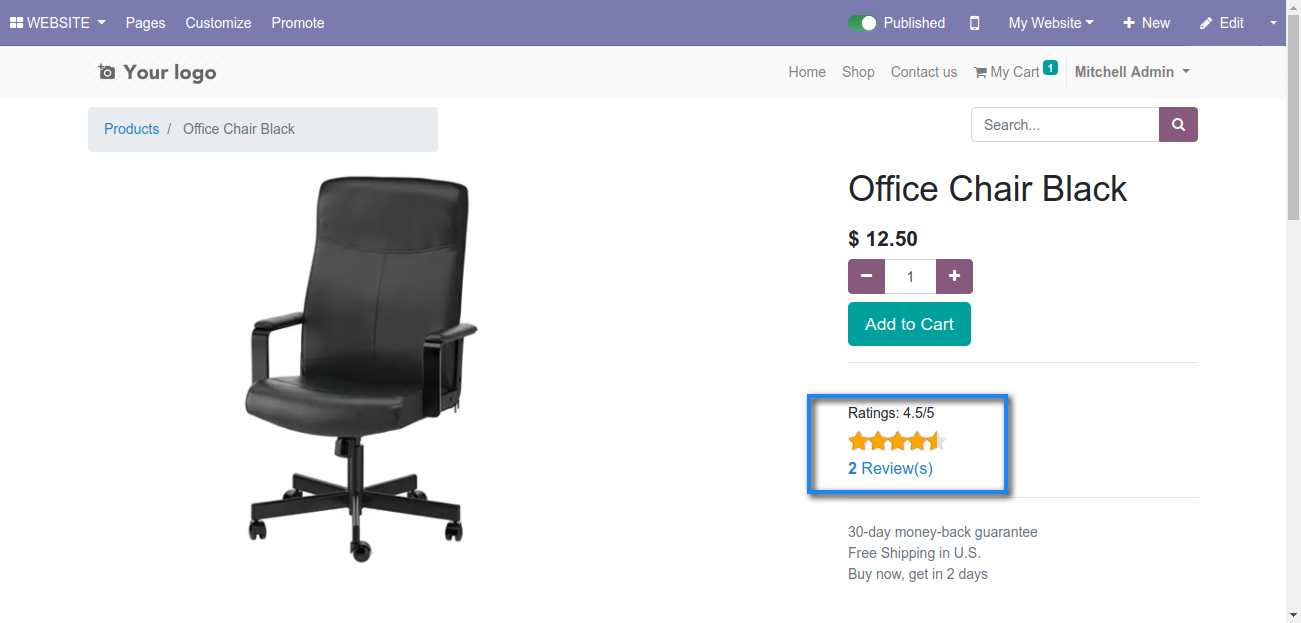 WEBSITE Pages Customize Promote Published My Website New Edit
Your logo Home Shop Contact us My Cart 1 Mitchell Admin
Products / Office Chair Black Search...
Office Chair Black
$ 12.50
1
Add to Cart
Ratings: 4.5/5
2 Review(s)
30-day money-back guarantee
Free Shipping in U.S.
Buy now, get in 2 days